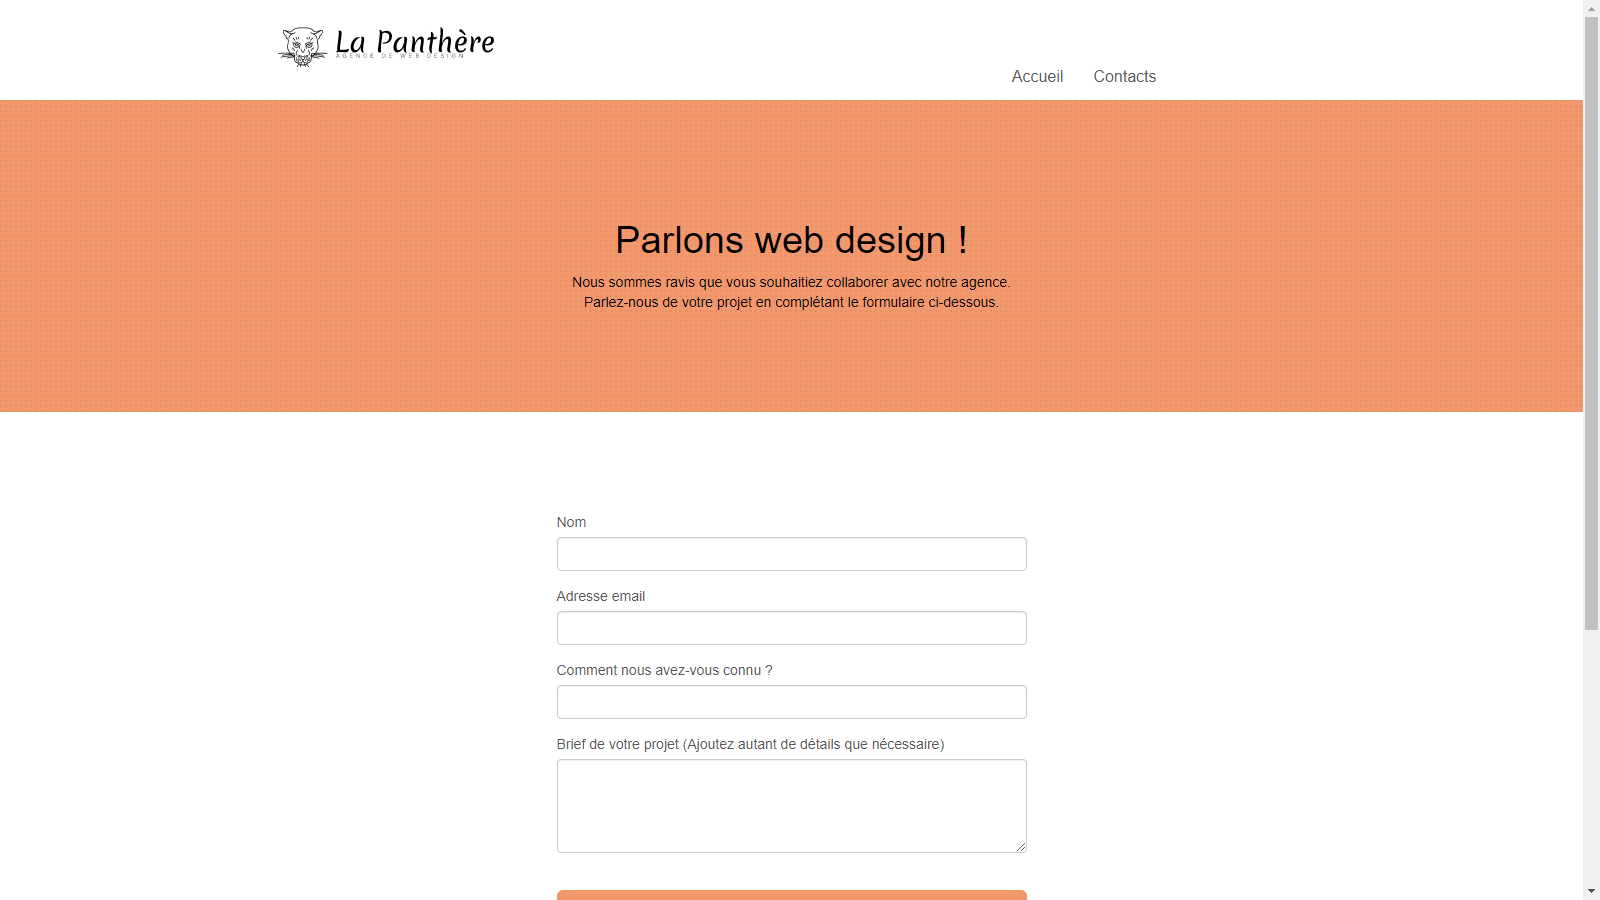 La Panthère
AGENCE DE WEB DESIGN
Accueil
Contacts
Parlons web design !
Nous sommes ravis que vous souhaitiez collaborer avec notre agence.
Parlez-nous de votre projet en complétant le formulaire ci-dessous.
Nom
Adresse email
Comment nous avez-vous connu ?
Brief de votre projet (Ajoutez autant de détails que nécessaire)